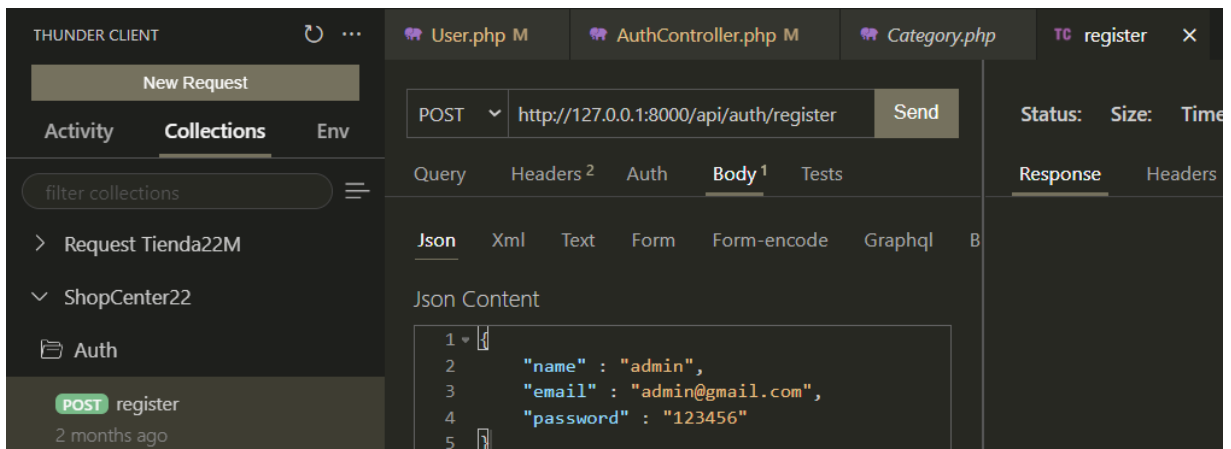 THUNDER CLIENT
New Request
Activity Collections Env
filter collections
Request Tienda22M
ShopCenter22
Auth
POST register
2 months ago
User.php M AuthController.php M Category.php TC register
POST http://127.0.0.1:8000/api/auth/register Send
Query Headers 2 Auth Body 1 Tests
Json Xml Text Form Form-encode Graphql B
Json Content
1 {
2 "name" : "admin",
3 "email" : "admin@gmail.com",
4 "password" : "123456"
5 }
Status: Size: Time
Response Headers